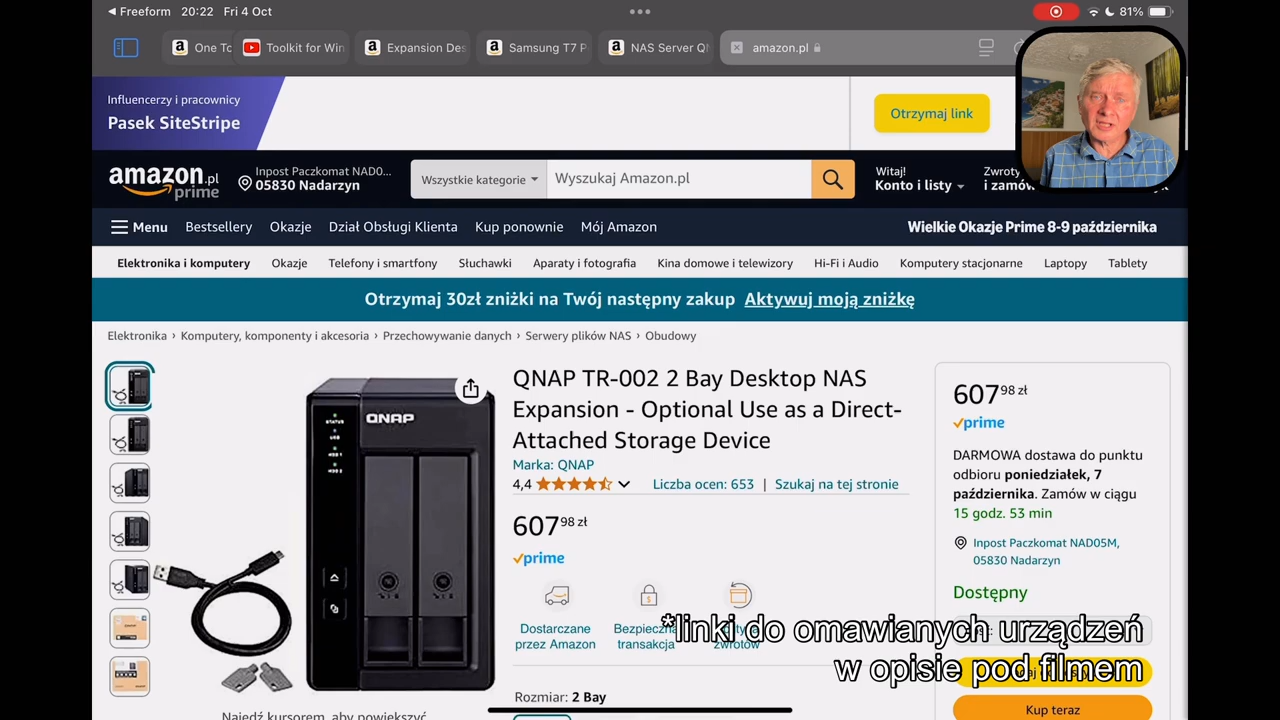 Freeform 20:22 Fri 4 Oct
81%
One To
Toolkit for Win
Expansion Des
Samsung T7 P
NAS Server QN
amazon.pl
Influencerzy i pracownicy
Pasek SiteStripe
Otrzymaj link
amazon.pl
prime
Inpost Paczkomat NAD0...
05830 Nadarzyn
Wszystkie kategorie
Wyszukaj Amazon.pl
Witaj!
Konto i listy
Zwroty
i zamów
Menu Bestsellery Okazje Dział Obsługi Klienta Kup ponownie Mój Amazon
Wielkie Okazje Prime 8-9 października
Elektronika i komputery Okazje Telefony i smartfony Słuchawki Aparaty i fotografia Kina domowe i telewizory Hi-Fi i Audio Komputery stacjonarne Laptopy Tablety
Otrzymaj 30zł zniżki na Twój następny zakup Aktywuj moją zniżkę
Elektronika › Komputery, komponenty i akcesoria › Przechowywanie danych › Serwery plików NAS › Obudowy
QNAP
STATUS
USB
QNAP TR-002 2 Bay Desktop NAS
Expansion - Optional Use as a Direct-
Attached Storage Device
Marka: QNAP
4,4
Liczba ocen: 653 | Szukaj na tej stronie
607 98 zł
prime
Dostarczane
przez Amazon
Bezpieczna
transakcja
zwrotów
Rozmiar: 2 Bay
Najedź kursorem, aby powiększyć
607 98 zł
prime
DARMOWA dostawa do punktu
odbioru poniedziałek, 7
października. Zamów w ciągu
15 godz. 53 min
Inpost Paczkomat NAD05M,
05830 Nadarzyn
Dostępny
*linki do omawianych urządzeń
w opisie pod filmem
Kup teraz